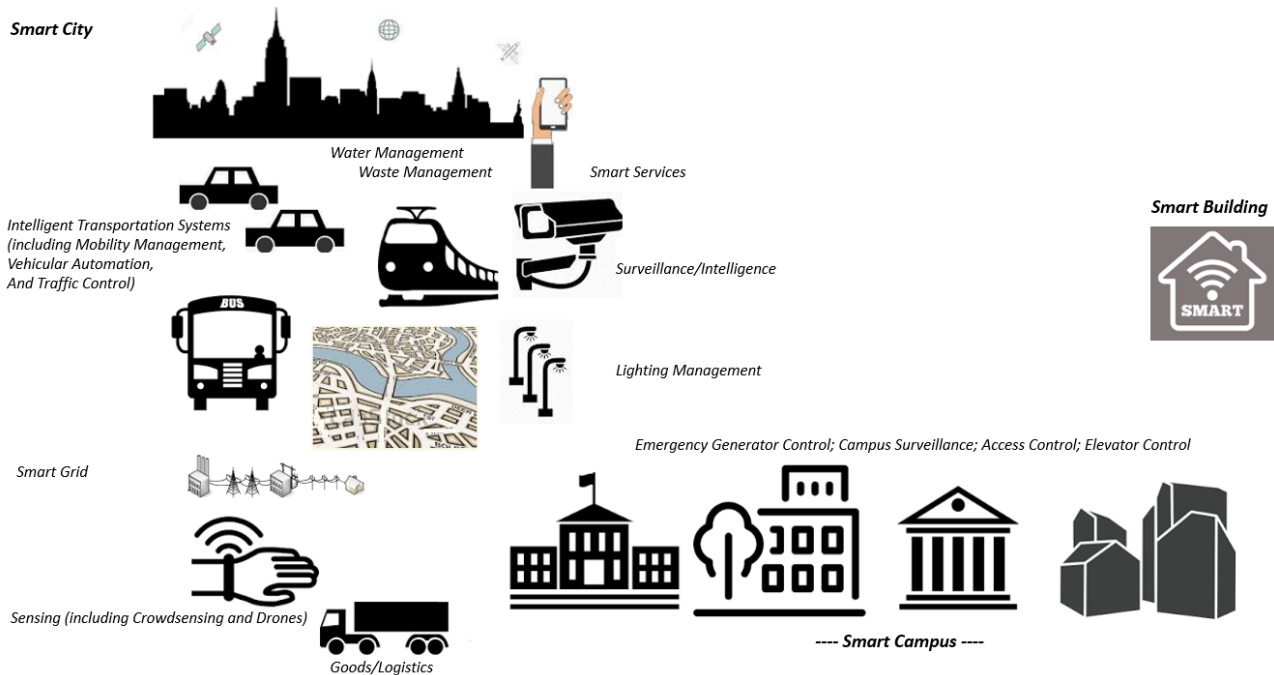 Smart City
Water Management
Waste Management
Smart Services
Intelligent Transportation Systems
(including Mobility Management,
Vehicular Automation,
And Traffic Control)
Smart Building
SMART
Surveillance/Intelligence
BUS
Lighting Management
Emergency Generator Control; Campus Surveillance; Access Control; Elevator Control
Smart Grid
Sensing (including Crowdsensing and Drones)
---- Smart Campus ----
Goods/Logistics